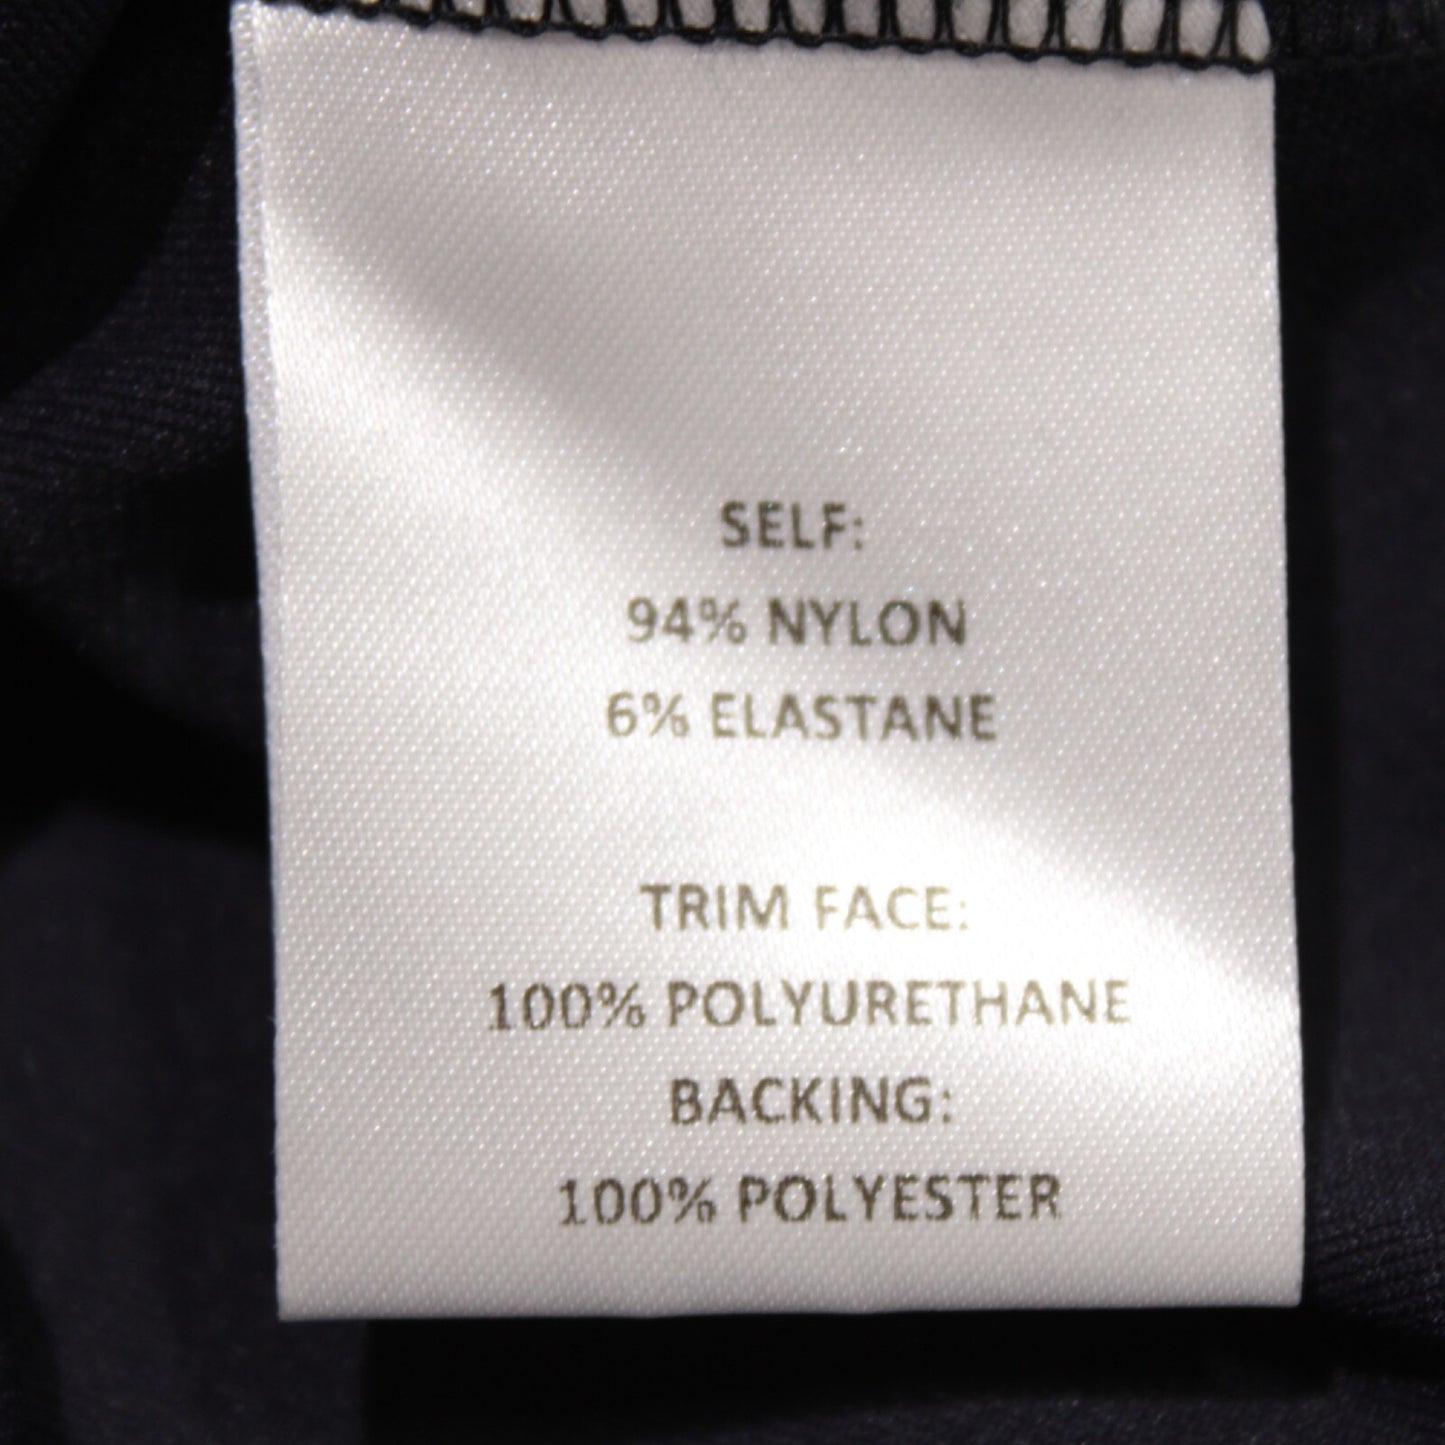 SELF:
94% NYLON
6% ELASTANE
TRIM FACE:
100% POLYURETHANE
BACKING:
100% POLYESTER